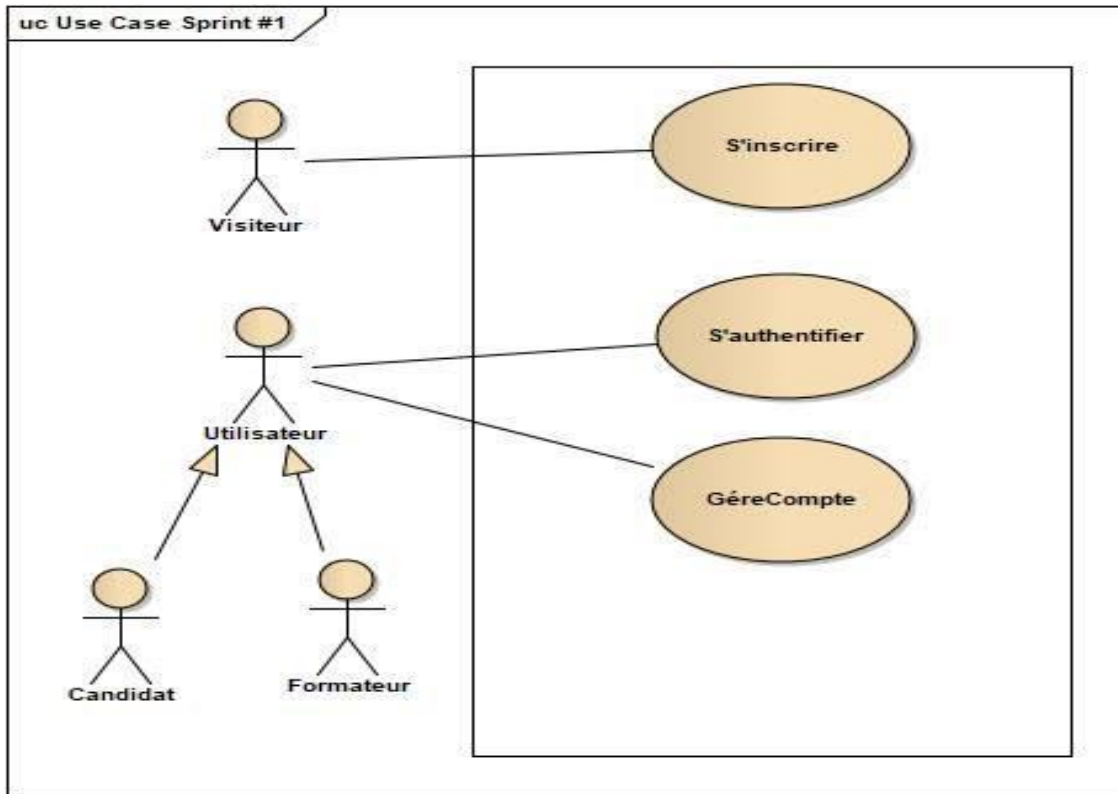 uc Use Case Sprint #1
S'inscrire
Visiteur
S'authentifier
Utilisateur
GéreCompte
Candidat
Formateur